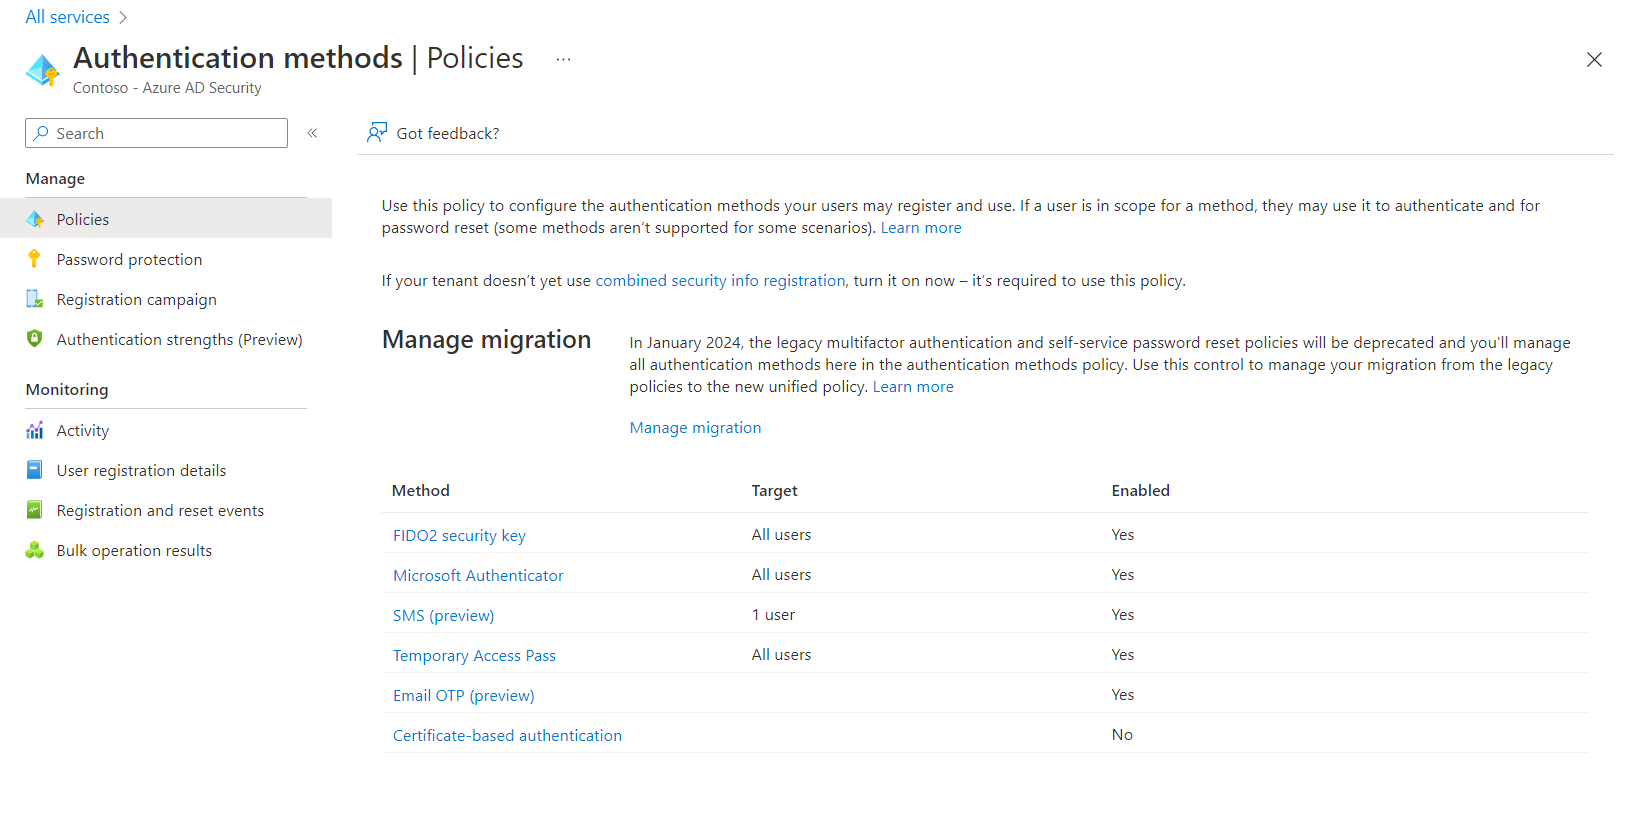 All services >
Authentication methods | Policies ...
Contoso - Azure AD Security
Search «
Got feedback?
Manage
Policies
Password protection
Registration campaign
Authentication strengths (Preview)
Monitoring
Activity
User registration details
Registration and reset events
Bulk operation results
Use this policy to configure the authentication methods your users may register and use. If a user is in scope for a method, they may use it to authenticate and for
password reset (some methods aren’t supported for some scenarios). Learn more
If your tenant doesn’t yet use combined security info registration, turn it on now – it’s required to use this policy.
Manage migration
In January 2024, the legacy multifactor authentication and self-service password reset policies will be deprecated and you'll manage
all authentication methods here in the authentication methods policy. Use this control to manage your migration from the legacy
policies to the new unified policy. Learn more
Manage migration
Method Target Enabled
FIDO2 security key All users Yes
Microsoft Authenticator All users Yes
SMS (preview) 1 user Yes
Temporary Access Pass All users Yes
Email OTP (preview) Yes
Certificate-based authentication No